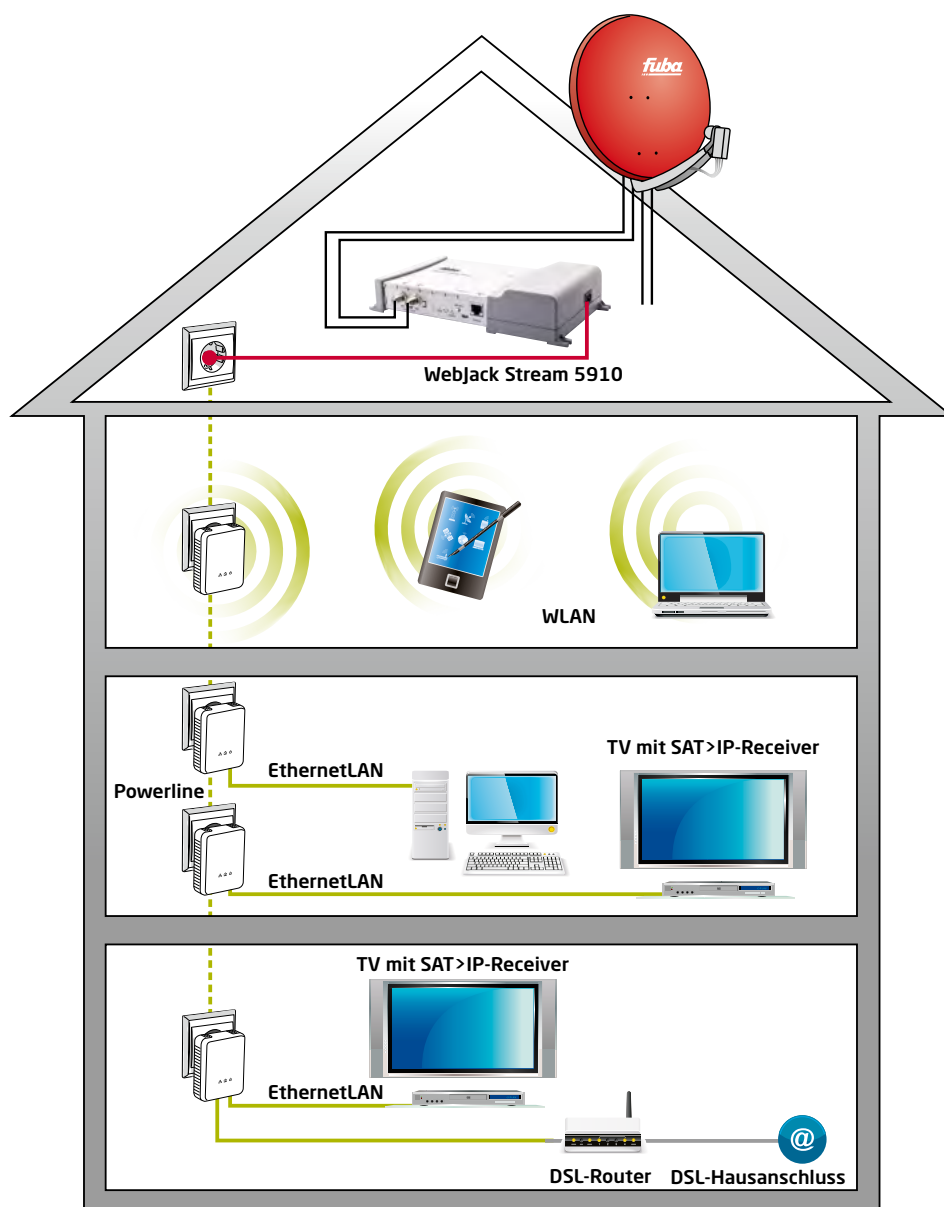 fuba
WebJack Stream 5910
WLAN
TV mit SAT>IP-Receiver
EthernetLAN
Powerline
EthernetLAN
TV mit SAT>IP-Receiver
EthernetLAN
@
DSL-Router
DSL-Hausanschluss